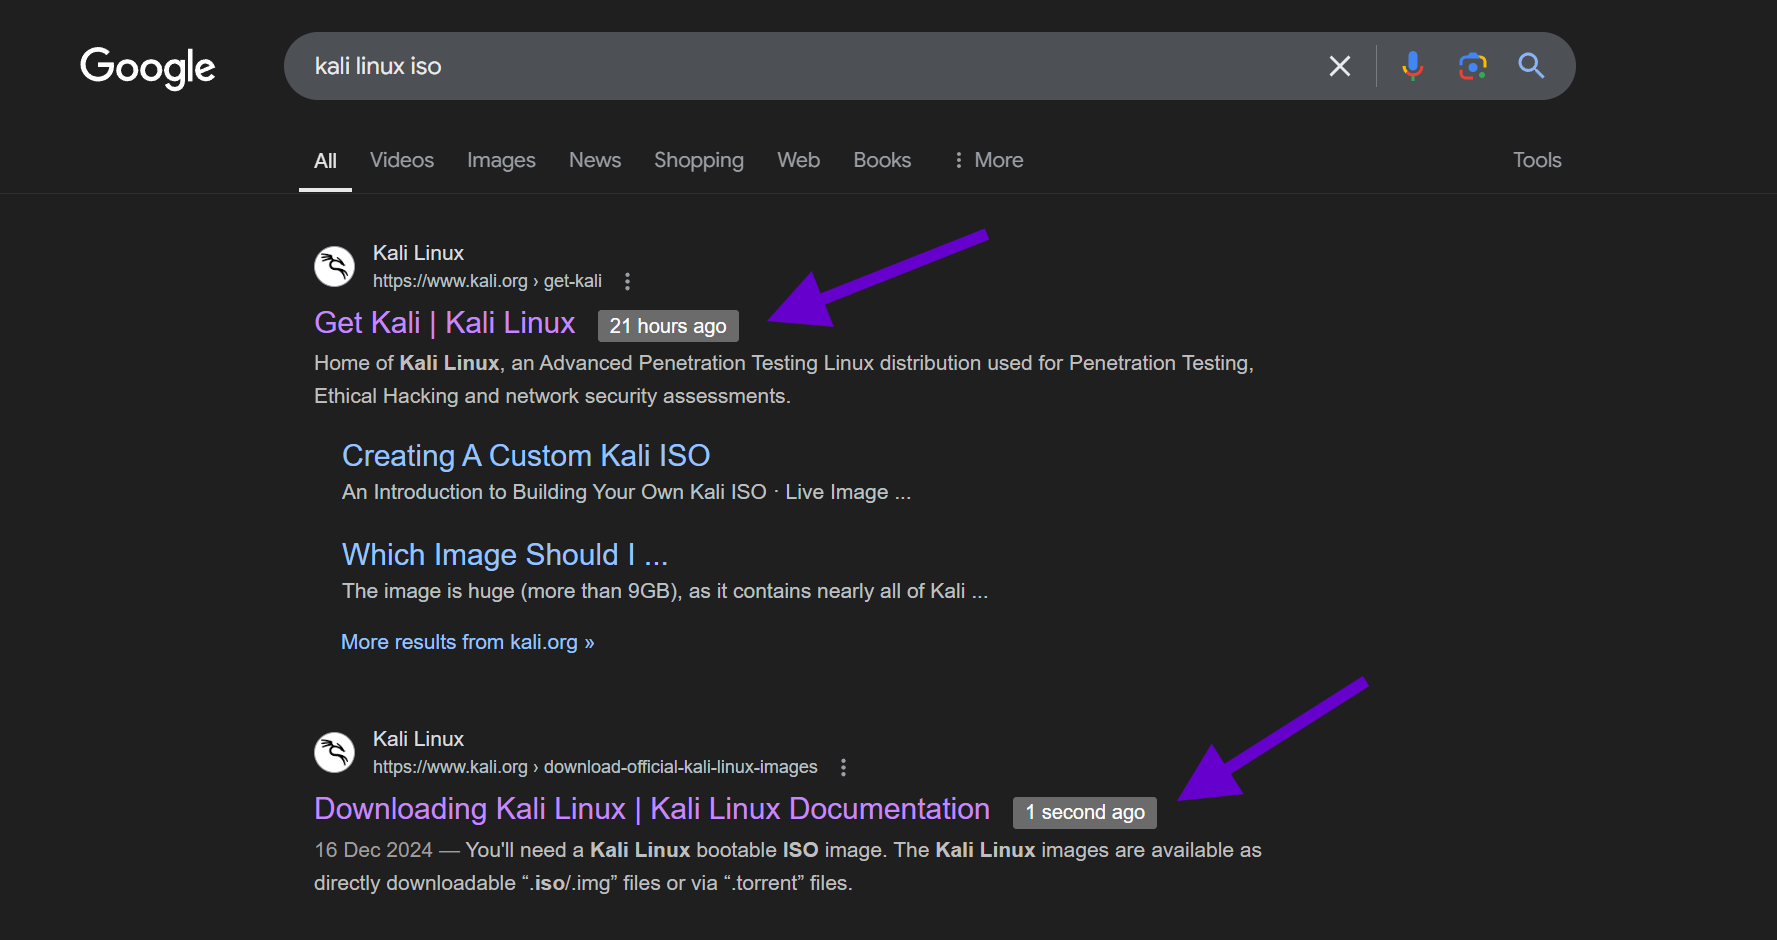 Google
kali linux iso
All Videos Images News Shopping Web Books More Tools
Kali Linux
https://www.kali.org › get-kali
Get Kali | Kali Linux 21 hours ago
Home of Kali Linux, an Advanced Penetration Testing Linux distribution used for Penetration Testing,
Ethical Hacking and network security assessments.
Creating A Custom Kali ISO
An Introduction to Building Your Own Kali ISO · Live Image ...
Which Image Should I ...
The image is huge (more than 9GB), as it contains nearly all of Kali ...
More results from kali.org »
Kali Linux
https://www.kali.org › download-official-kali-linux-images
Downloading Kali Linux | Kali Linux Documentation 1 second ago
16 Dec 2024 — You'll need a Kali Linux bootable ISO image. The Kali Linux images are available as
directly downloadable “.iso/.img” files or via “.torrent” files.